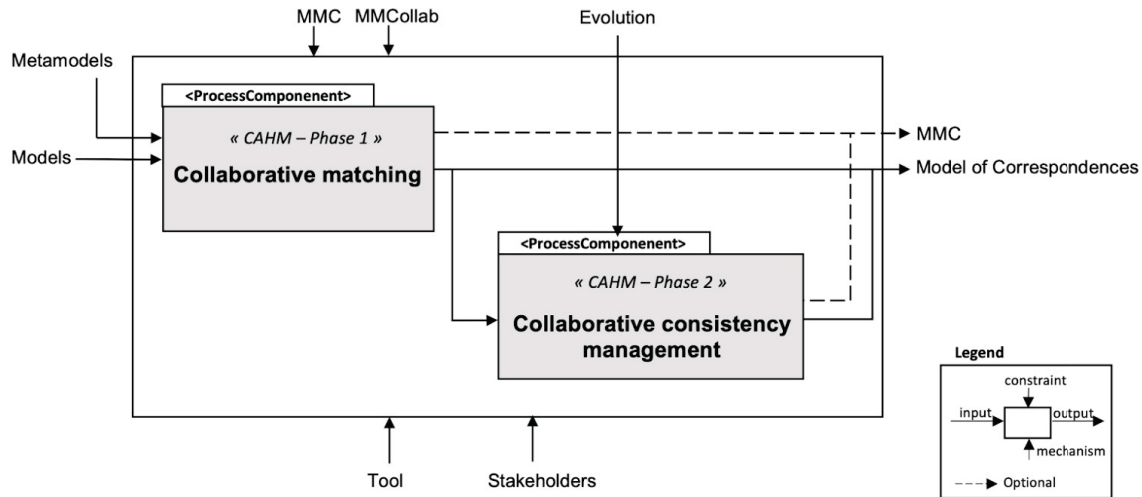 MMC MMCollab Evolution
Metamodels
<ProcessComponenent>
« CAHM – Phase 1 »
MMC
Models
Collaborative matching
Model of Correspondences
<ProcessComponenent>
« CAHM – Phase 2 »
Collaborative consistency
management
Legend
constraint
input
output
mechanism
Optional
Tool
Stakeholders